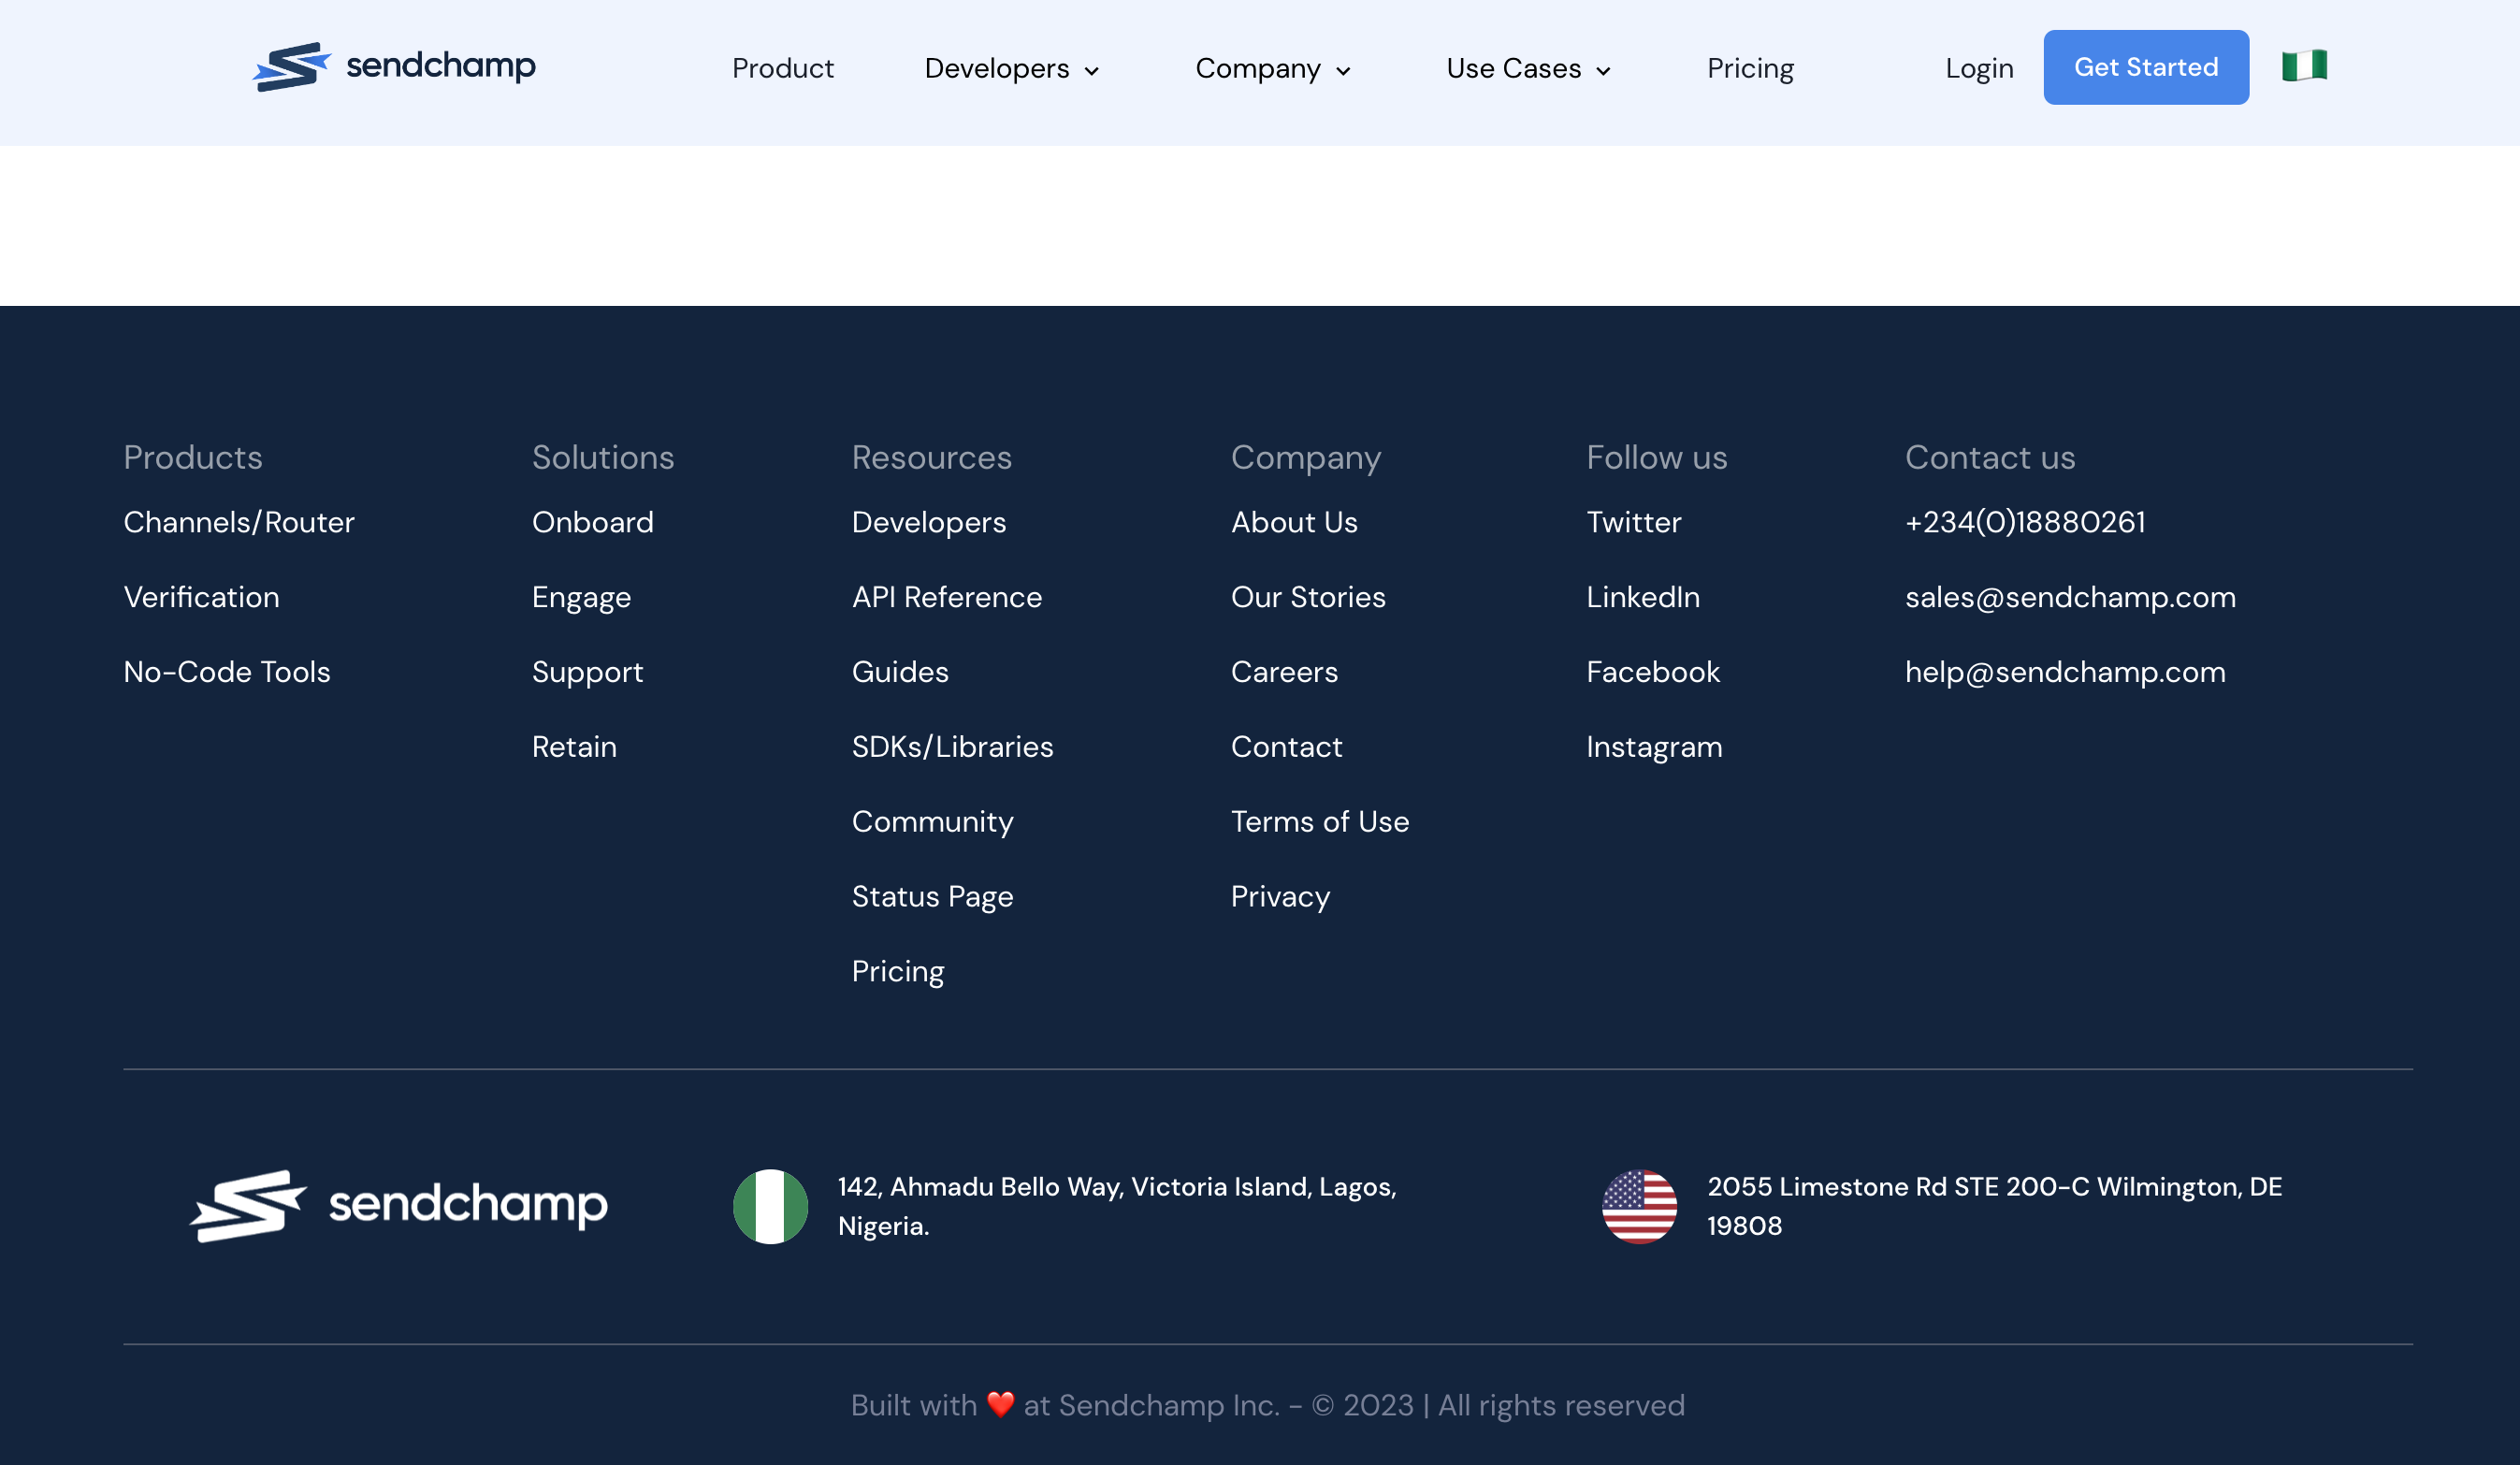 sendchamp
Product
Developers
Company
Use Cases
Pricing
Login
Get Started
Products
Channels/Router
Verification
No-Code Tools
Solutions
Onboard
Engage
Support
Retain
Resources
Developers
API Reference
Guides
SDKs/Libraries
Community
Status Page
Pricing
Company
About Us
Our Stories
Careers
Contact
Terms of Use
Privacy
Follow us
Twitter
LinkedIn
Facebook
Instagram
Contact us
+234(0)18880261
sales@sendchamp.com
help@sendchamp.com
sendchamp
142, Ahmadu Bello Way, Victoria Island, Lagos,
Nigeria.
2055 Limestone Rd STE 200-C Wilmington, DE
19808
Built with ❤️ at Sendchamp Inc. - © 2023 | All rights reserved